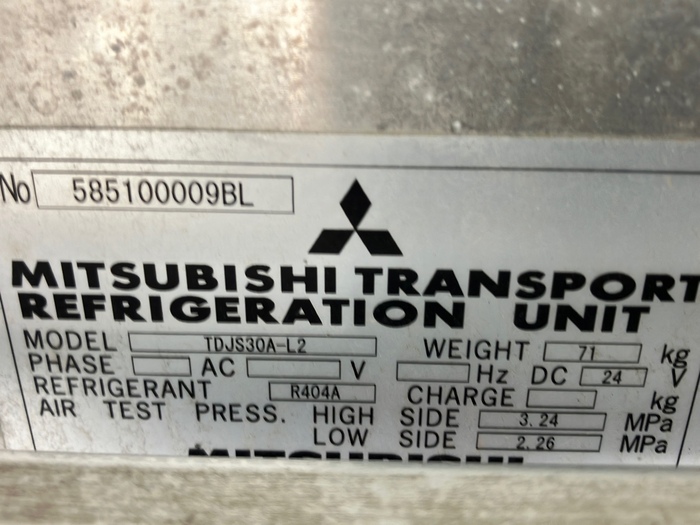 No 585100009BL
MITSUBISHI TRANSPORT
REFRIGERATION UNIT
MODEL TDJS30A-L2 WEIGHT 71 kg
PHASE AC V Hz DC 24 V
REFRIGERANT R404A CHARGE kg
AIR TEST PRESS. HIGH SIDE 3.24 MPa
LOW SIDE 2.26 MPa
MITSUBISHI